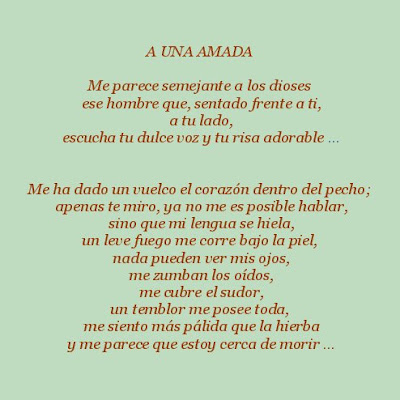 A UNA AMADA
Me parece semejante a los dioses
ese hombre que, sentado frente a ti,
a tu lado,
escucha tu dulce voz y tu risa adorable ...
Me ha dado un vuelco el corazón dentro del pecho;
apenas te miro, ya no me es posible hablar,
sino que mi lengua se hiela,
un leve fuego me corre bajo la piel,
nada pueden ver mis ojos,
me zumban los oídos,
me cubre el sudor,
un temblor me posee toda,
me siento más pálida que la hierba
y me parece que estoy cerca de morir ...